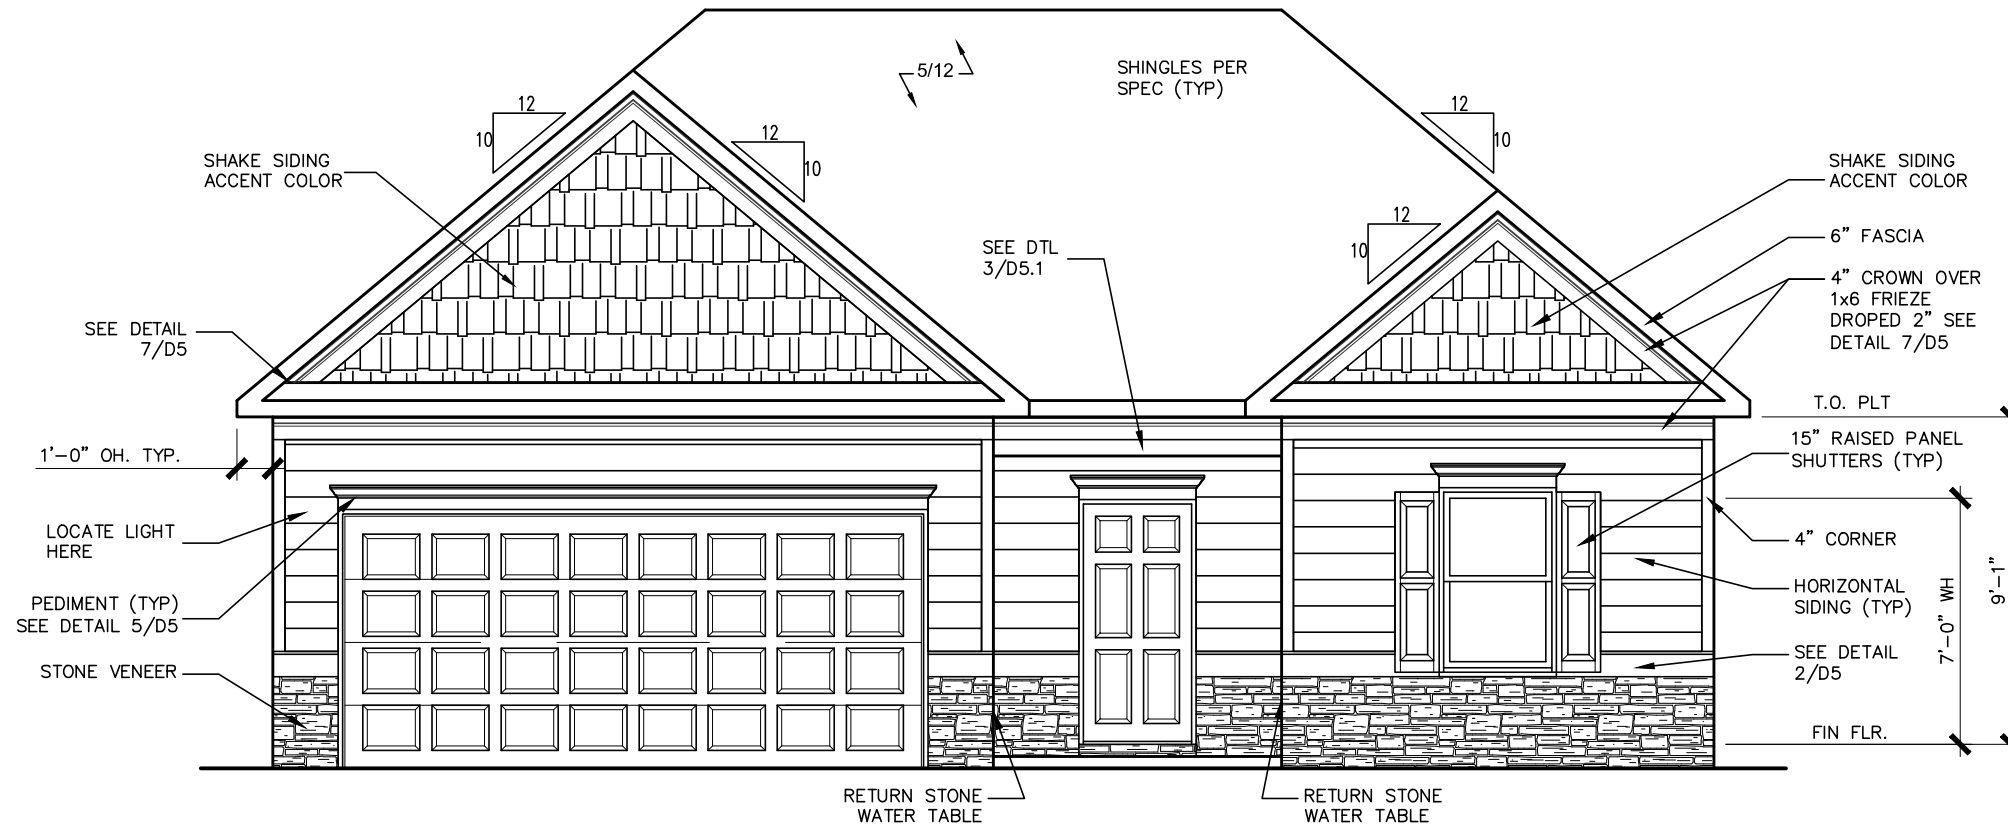 5/12
SHINGLES PER
SPEC (TYP)
12
10
12
10
12
10
12
10
SHAKE SIDING
ACCENT COLOR
SEE DTL
3/D5.1
SHAKE SIDING
ACCENT COLOR
6" FASCIA
4" CROWN OVER
1x6 FRIEZE
DROPED 2" SEE
DETAIL 7/D5
SEE DETAIL
7/D5
T.O. PLT
1'-0" OH. TYP.
15" RAISED PANEL
SHUTTERS (TYP)
LOCATE LIGHT
HERE
4" CORNER
PEDIMENT (TYP)
SEE DETAIL 5/D5
HORIZONTAL
SIDING (TYP)
7'-0" WH
9'-1"
STONE VENEER
SEE DETAIL
2/D5
FIN FLR.
RETURN STONE
WATER TABLE
RETURN STONE
WATER TABLE